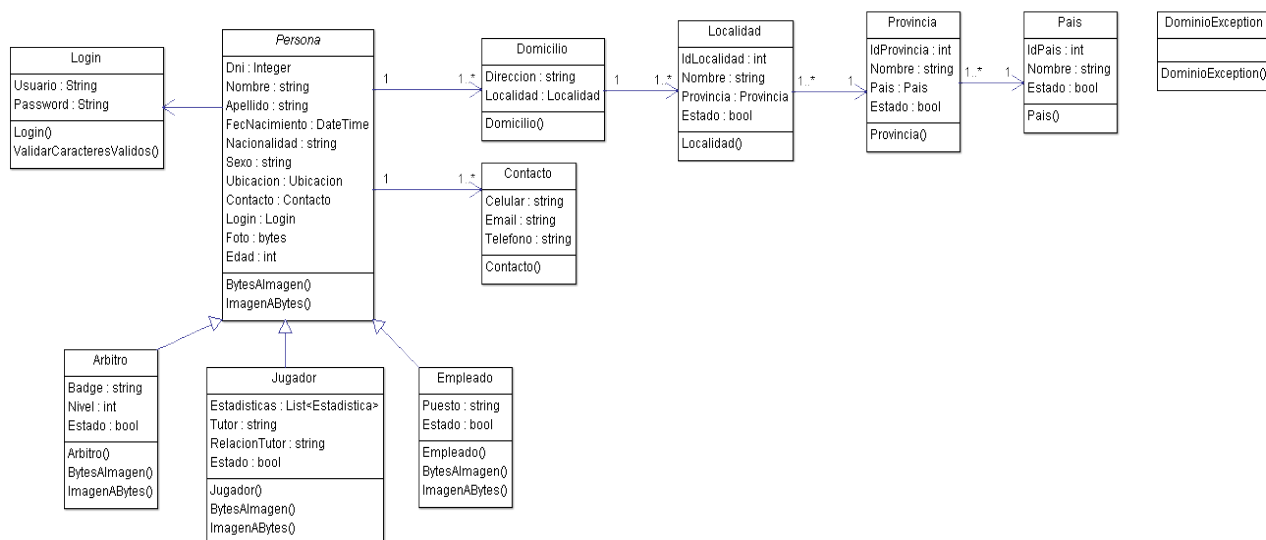 Login
Usuario : String
Password : String
Login()
ValidarCaracteresValidos()
Persona
Dni : Integer
Nombre : string
Apellido : string
FecNacimiento : DateTime
Nacionalidad : string
Sexo : string
Ubicacion : Ubicacion
Contacto : Contacto
Login : Login
Foto : bytes
Edad : int
BytesAImagen()
ImagenABytes()
1
1..*
Domicilio
Direccion : string
Localidad : Localidad
Domicilio()
1
1..*
Localidad
IdLocalidad : int
Nombre : string
Provincia : Provincia
Estado : bool
Localidad()
1..*
1
Provincia
IdProvincia : int
Nombre : string
Pais : Pais
Estado : bool
Provincia()
1..*
1
Pais
IdPais : int
Nombre : string
Estado : bool
Pais()
DominioException
DominioException()
1
1..*
Contacto
Celular : string
Email : string
Telefono : string
Contacto()
Arbitro
Badge : string
Nivel : int
Estado : bool
Arbitro()
BytesAImagen()
ImagenABytes()
Jugador
Estadisticas : List<Estadistica>
Tutor : string
RelacionTutor : string
Estado : bool
Jugador()
BytesAImagen()
ImagenABytes()
Empleado
Puesto : string
Estado : bool
Empleado()
BytesAImagen()
ImagenABytes()